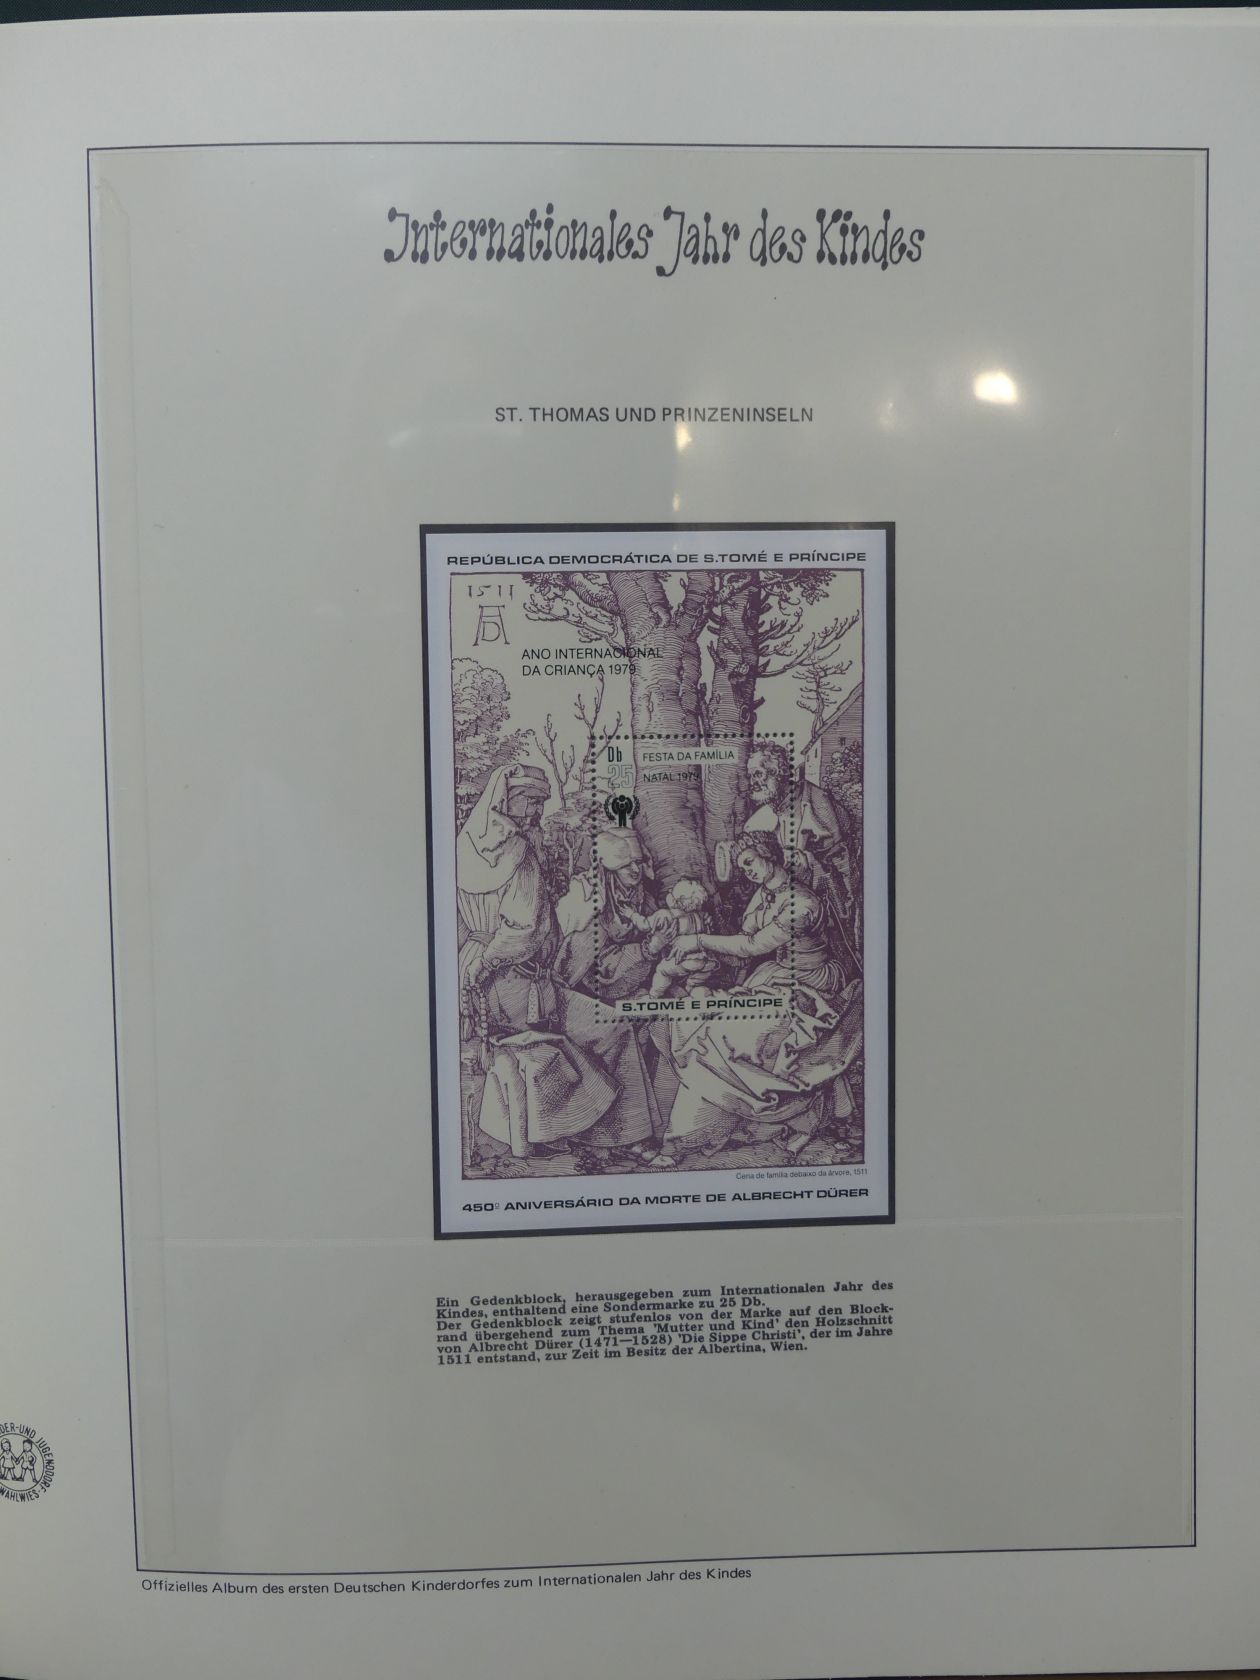 Internationales Jahr des Kindes
ST. THOMAS UND PRINZENINSELN
REPÚBLICA DEMOCRÁTICA DE S.TOMÉ E PRÍNCIPE
1511
AD
ANO INTERNACIONAL
DA CRIANÇA 1979
Db
25
FESTA DA FAMÍLIA
NATAL 1979
S.TOMÉ E PRÍNCIPE
Cena de família debaixo da árvore, 1511
450º ANIVERSÁRIO DA MORTE DE ALBRECHT DÜRER
Ein Gedenkblock, herausgegeben zum Internationalen Jahr des
Kindes, enthaltend eine Sondermarke zu 25 Db.
Der Gedenkblock zeigt stufenlos von der Marke auf den Block-
rand übergehend zum Thema 'Mutter und Kind' den Holzschnitt
von Albrecht Dürer (1471—1528) 'Die Sippe Christi', der im Jahre
1511 entstand, zur Zeit im Besitz der Albertina, Wien.
DER-UND JUGENDDORF
WAHLWIES
Offizielles Album des ersten Deutschen Kinderdorfes zum Internationalen Jahr des Kindes